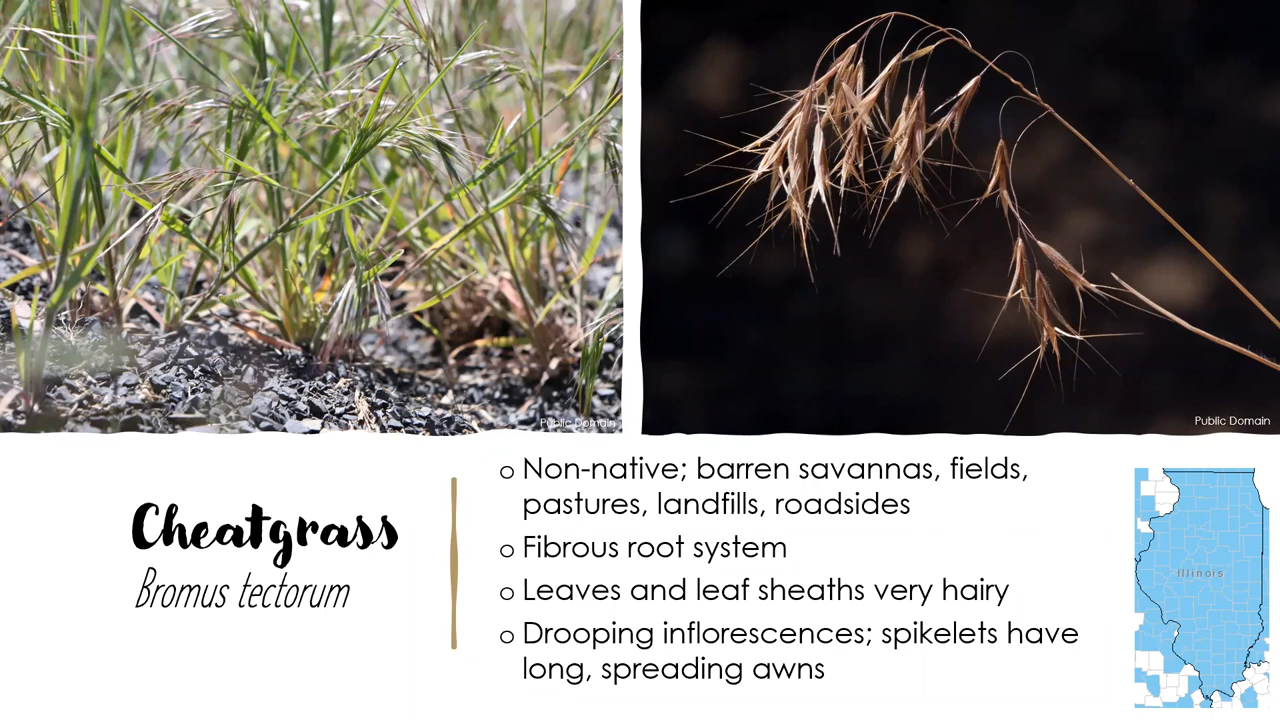 Public Domain
Public Domain
Cheatgrass
Bromus tectorum
o Non-native; barren savannas, fields,
pastures, landfills, roadsides
o Fibrous root system
o Leaves and leaf sheaths very hairy
o Drooping inflorescences; spikelets have
long, spreading awns
Illinois